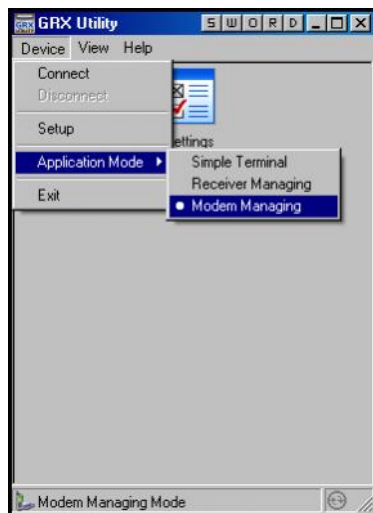 GRX Utility
S W O R D
Device View Help
Connect
Disconnect
Setup
ettings
Application Mode
Simple Terminal
Receiver Managing
Modem Managing
Exit
Modem Managing Mode